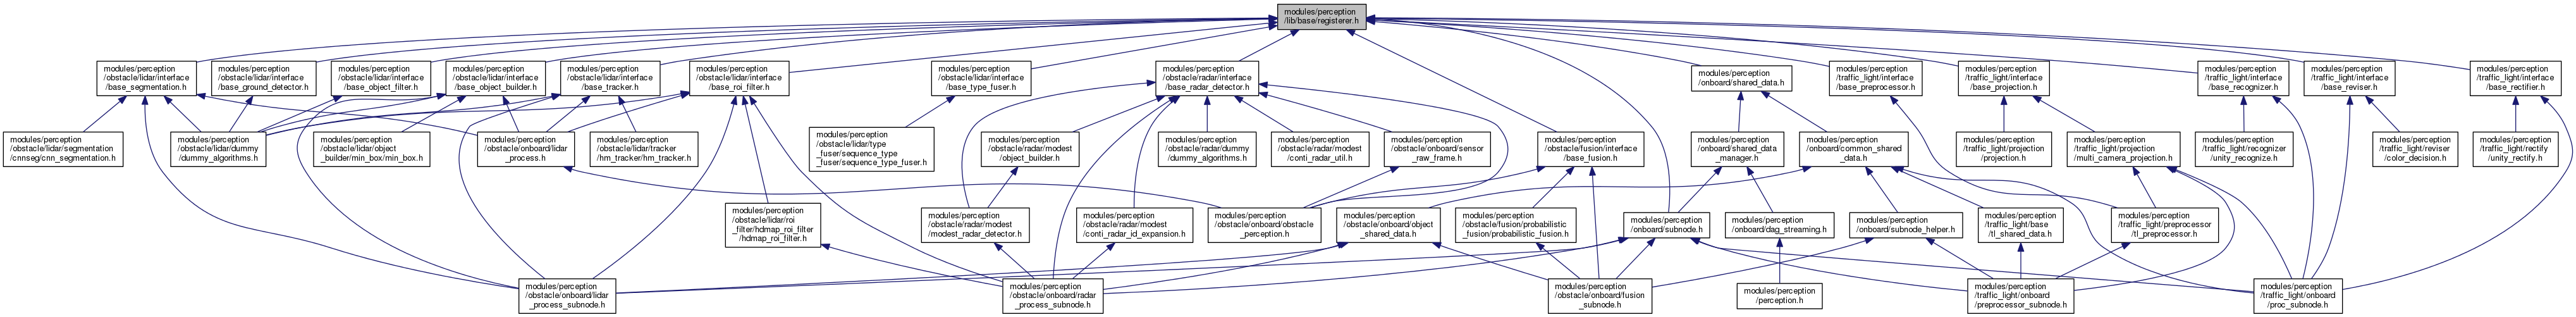 modules/perception
/lib/base/registerer.h
modules/perception
/obstacle/lidar/interface
/base_segmentation.h
modules/perception
/obstacle/lidar/interface
/base_ground_detector.h
modules/perception
/obstacle/lidar/interface
/base_object_filter.h
modules/perception
/obstacle/lidar/interface
/base_object_builder.h
modules/perception
/obstacle/lidar/interface
/base_tracker.h
modules/perception
/obstacle/lidar/interface
/base_roi_filter.h
modules/perception
/obstacle/lidar/interface
/base_type_fuser.h
modules/perception
/obstacle/radar/interface
/base_radar_detector.h
modules/perception
/onboard/shared_data.h
modules/perception
/traffic_light/interface
/base_preprocessor.h
modules/perception
/traffic_light/interface
/base_projection.h
modules/perception
/traffic_light/interface
/base_recognizer.h
modules/perception
/traffic_light/interface
/base_reviser.h
modules/perception
/traffic_light/interface
/base_rectifier.h
modules/perception
/obstacle/lidar/segmentation
/cnnseg/cnn_segmentation.h
modules/perception
/obstacle/lidar/dummy
/dummy_algorithms.h
modules/perception
/obstacle/lidar/object
_builder/min_box/min_box.h
modules/perception
/obstacle/onboard/lidar
_process.h
modules/perception
/obstacle/lidar/tracker
/hm_tracker/hm_tracker.h
modules/perception
/obstacle/lidar/type
_fuser/sequence_type
_fuser/sequence_type_fuser.h
modules/perception
/obstacle/radar/modest
/object_builder.h
modules/perception
/obstacle/radar/dummy
/dummy_algorithms.h
modules/perception
/obstacle/radar/modest
/conti_radar_util.h
modules/perception
/obstacle/onboard/sensor
_raw_frame.h
modules/perception
/obstacle/fusion/interface
/base_fusion.h
modules/perception
/onboard/shared_data
_manager.h
modules/perception
/onboard/common_shared
_data.h
modules/perception
/traffic_light/projection
/projection.h
modules/perception
/traffic_light/projection
/multi_camera_projection.h
modules/perception
/traffic_light/recognizer
/unity_recognize.h
modules/perception
/traffic_light/reviser
/color_decision.h
modules/perception
/traffic_light/rectify
/unity_rectify.h
modules/perception
/obstacle/lidar/roi
_filter/hdmap_roi_filter
/hdmap_roi_filter.h
modules/perception
/obstacle/radar/modest
/modest_radar_detector.h
modules/perception
/obstacle/radar/modest
/conti_radar_id_expansion.h
modules/perception
/obstacle/onboard/obstacle
_perception.h
modules/perception
/obstacle/onboard/object
_shared_data.h
modules/perception
/obstacle/fusion/probabilistic
_fusion/probabilistic_fusion.h
modules/perception
/onboard/subnode.h
modules/perception
/onboard/dag_streaming.h
modules/perception
/onboard/subnode_helper.h
modules/perception
/traffic_light/base
/tl_shared_data.h
modules/perception
/traffic_light/preprocessor
/tl_preprocessor.h
modules/perception
/obstacle/onboard/lidar
_process_subnode.h
modules/perception
/obstacle/onboard/radar
_process_subnode.h
modules/perception
/obstacle/onboard/fusion
_subnode.h
modules/perception
/perception.h
modules/perception
/traffic_light/onboard
/preprocessor_subnode.h
modules/perception
/traffic_light/onboard
/proc_subnode.h